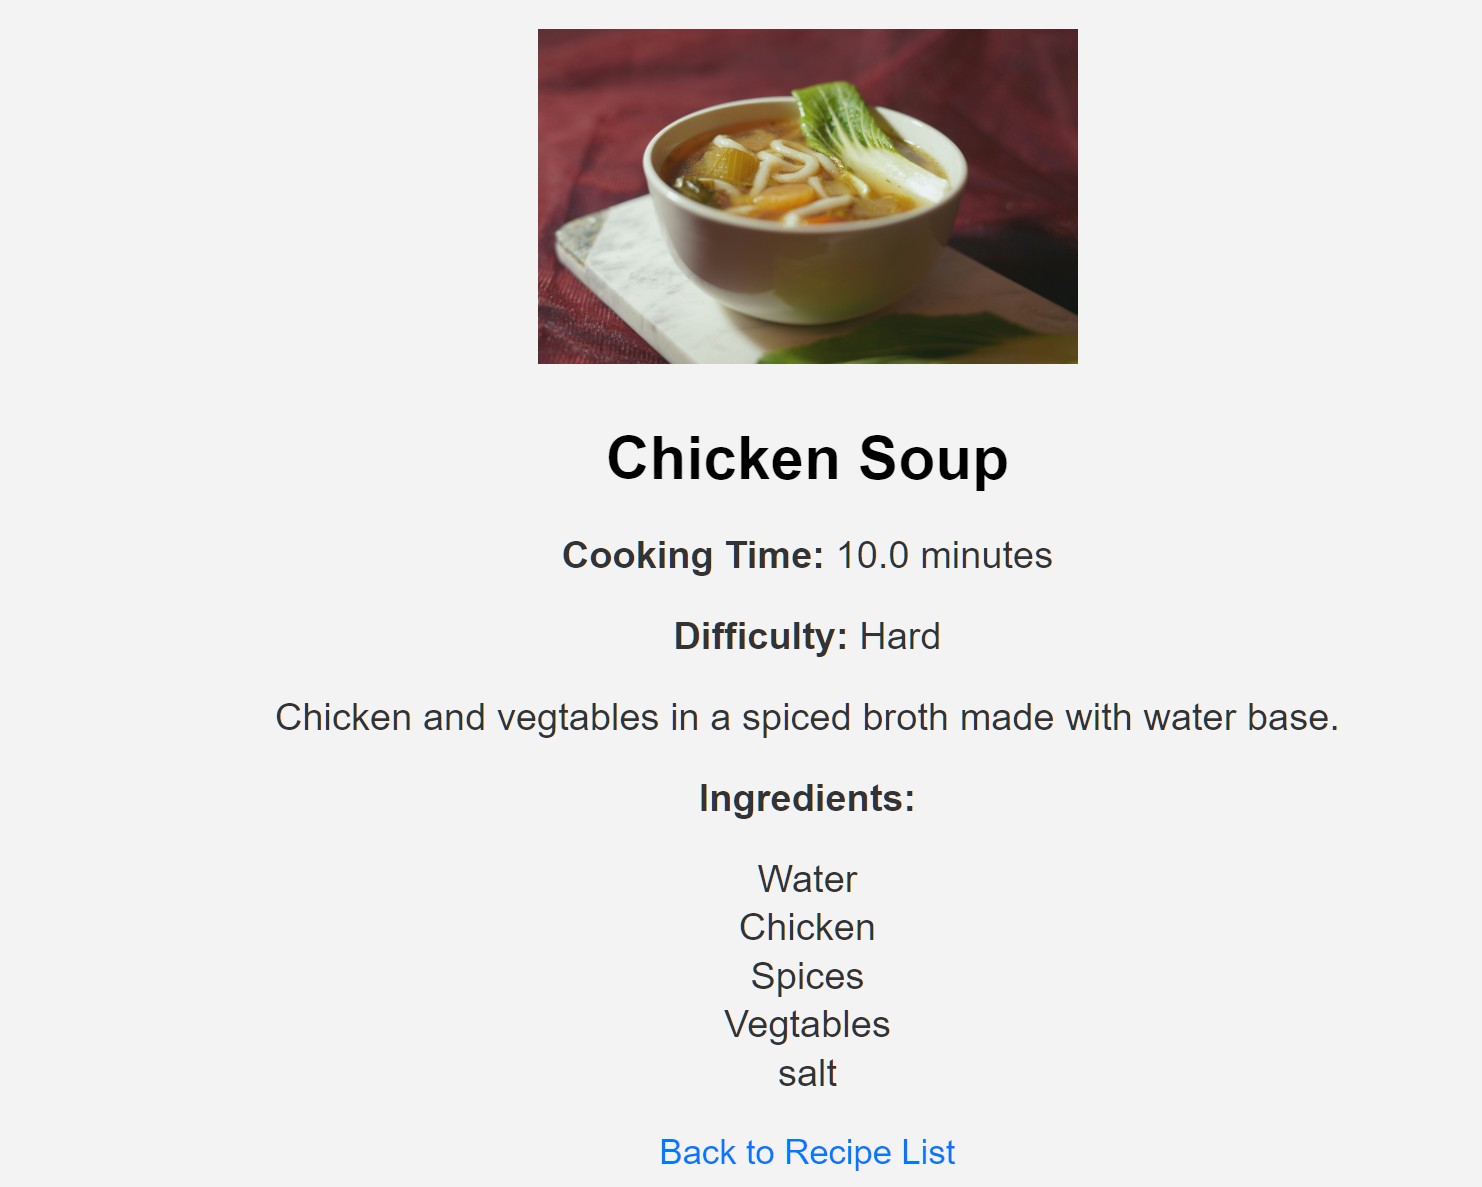 Chicken Soup
Cooking Time: 10.0 minutes
Difficulty: Hard
Chicken and vegtables in a spiced broth made with water base.
Ingredients:
Water
Chicken
Spices
Vegtables
salt
Back to Recipe List